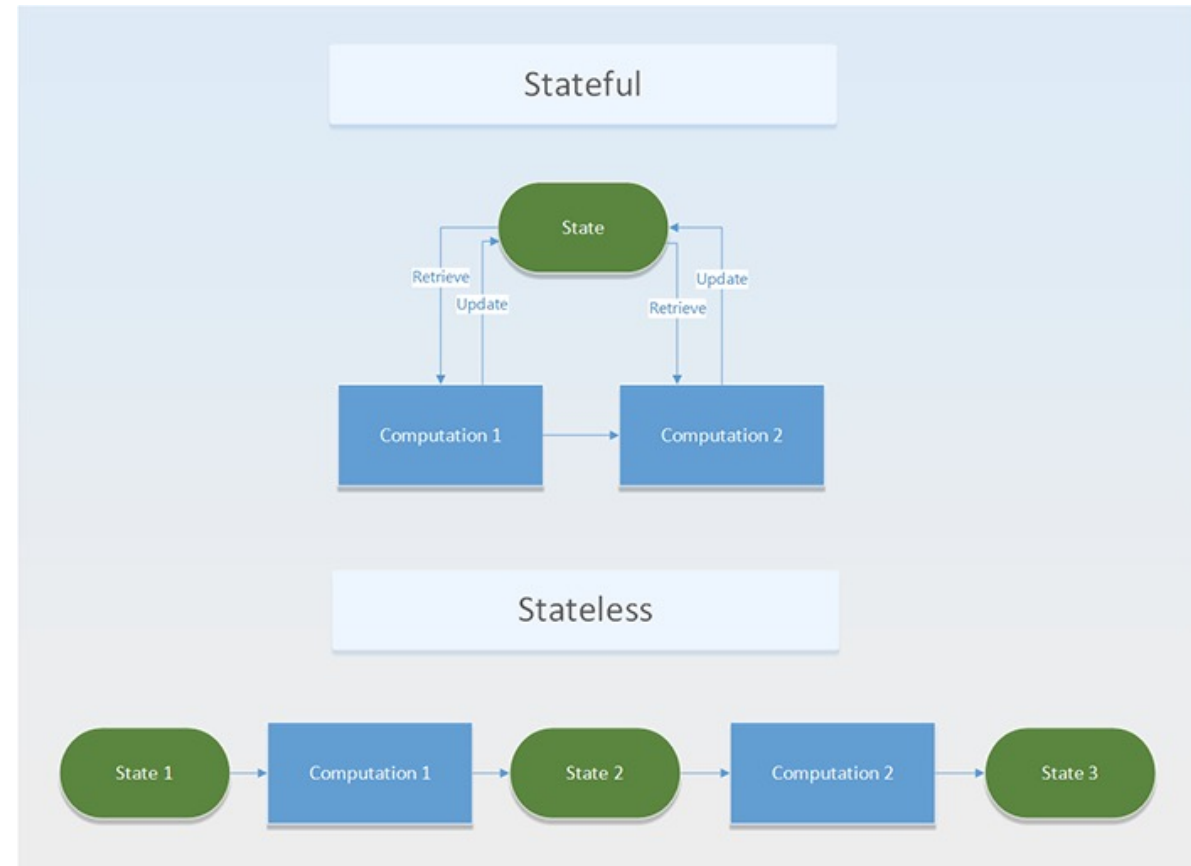 Stateful
State
Retrieve
Update
Update
Retrieve
Computation 1
Computation 2
Stateless
State 1
Computation 1
State 2
Computation 2
State 3